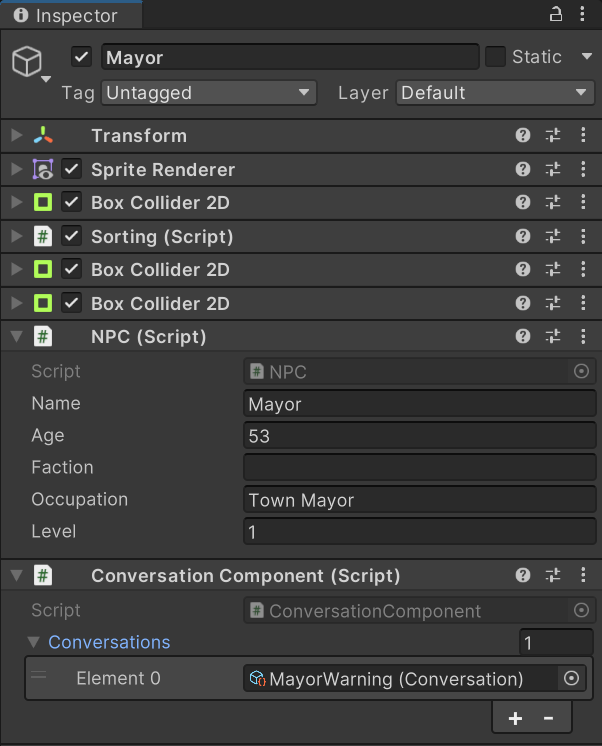 Inspector
Mayor Static
Tag Untagged Layer Default
Transform
Sprite Renderer
Box Collider 2D
# Sorting (Script)
Box Collider 2D
Box Collider 2D
# NPC (Script)
Script # NPC
Name Mayor
Age 53
Faction
Occupation Town Mayor
Level 1
# Conversation Component (Script)
Script # ConversationComponent
Conversations 1
Element 0 MayorWarning (Conversation)
+ -